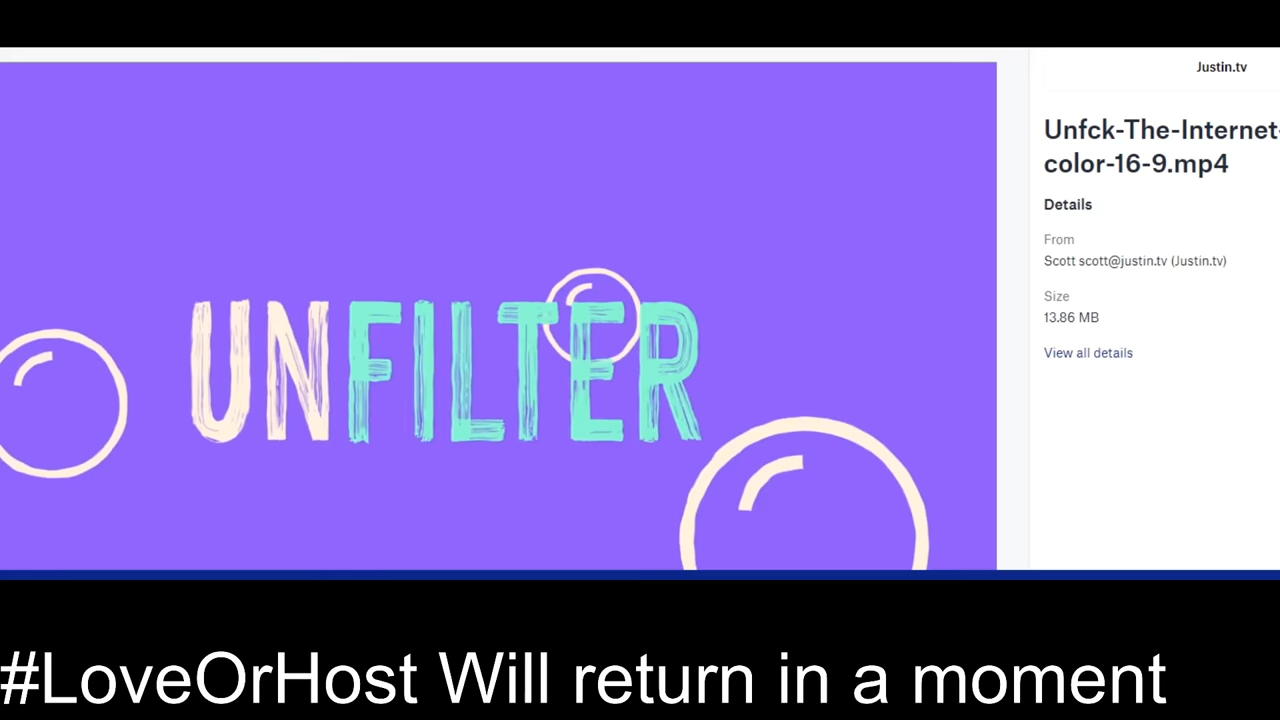 Justin.tv
Unfck-The-Internet-
color-16-9.mp4
Details
From
Scott scott@justin.tv (Justin.tv)
Size
13.86 MB
View all details
UNFILTER
#LoveOrHost Will return in a moment